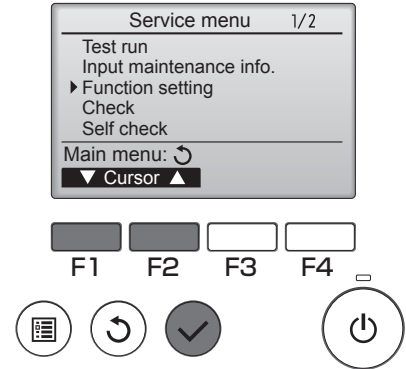 Service menu 1/2
Test run
Input maintenance info.
Function setting
Check
Self check
Main menu:
▼ Cursor ▲
F1 F2 F3 F4